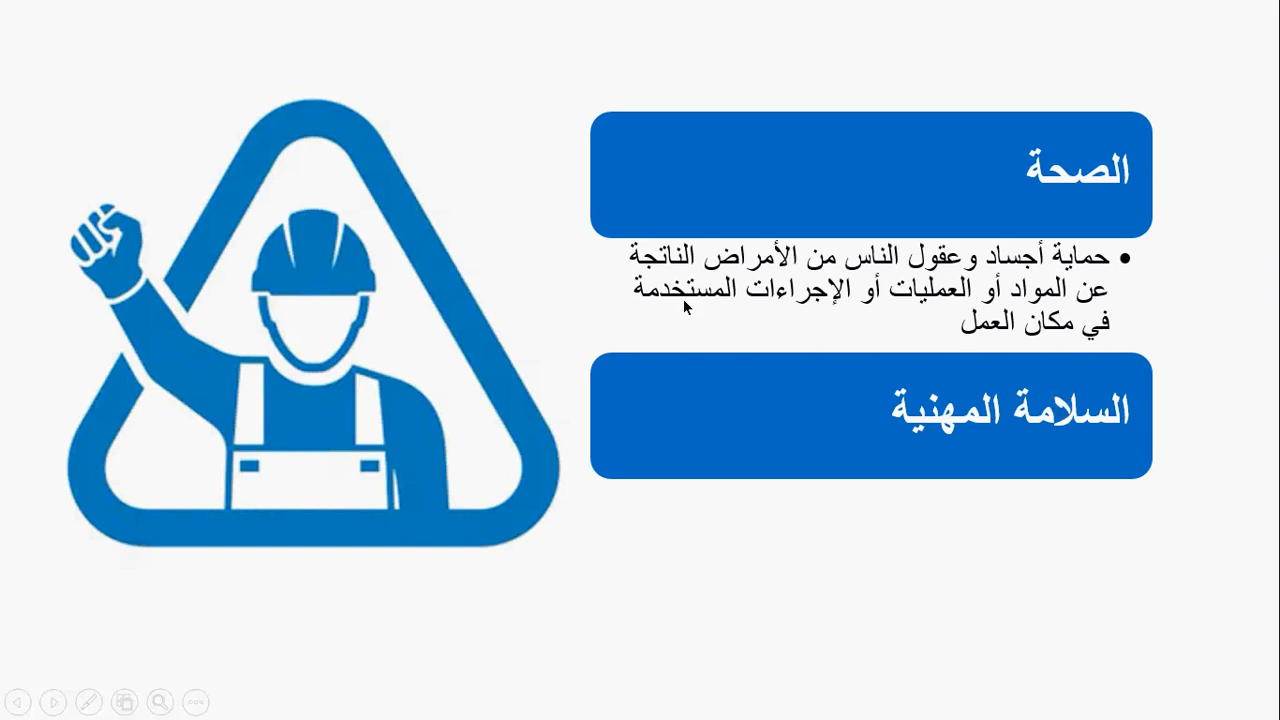 الصحة
• حماية أجساد وعقول الناس من الأمراض الناتجة
عن المواد أو العمليات أو الإجراءات المستخدمة
في مكان العمل
السلامة المهنية